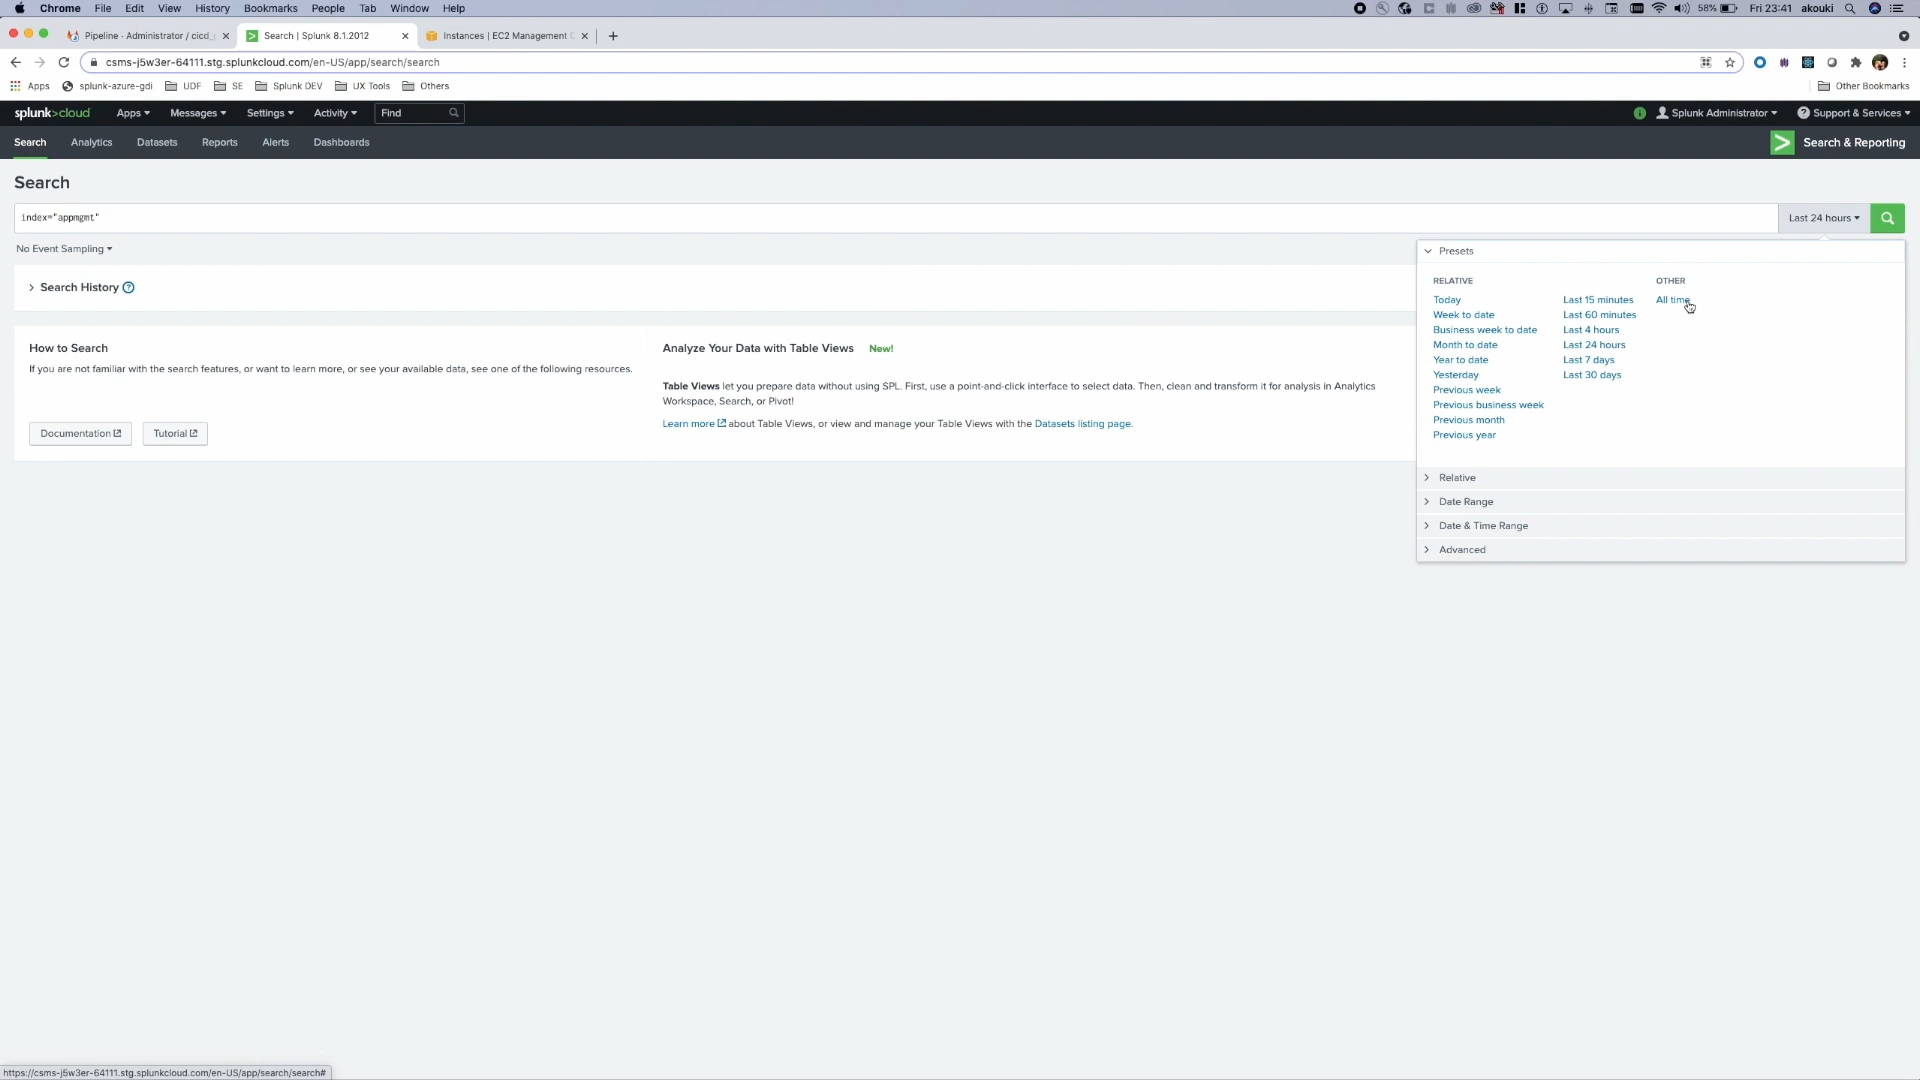 Chrome File Edit View History Bookmarks People Tab Window Help
58% Fri 23:41 akouki
Pipeline · Administrator / cicd_
Search | Splunk 8.1.2012
Instances | EC2 Management C
csms-j5w3er-64111.stg.splunkcloud.com/en-US/app/search/search
Apps splunk-azure-gdi UDF SE Splunk DEV UX Tools Others Other Bookmarks
splunk>cloud Apps Messages Settings Activity Find Splunk Administrator Support & Services
Search Analytics Datasets Reports Alerts Dashboards > Search & Reporting
Search
index="appmgmt" Last 24 hours
No Event Sampling
Presets
Search History ?
RELATIVE
Today
Week to date
Business week to date
Month to date
Year to date
Yesterday
Previous week
Previous business week
Previous month
Previous year
Last 15 minutes
Last 60 minutes
Last 4 hours
Last 24 hours
Last 7 days
Last 30 days
OTHER
All time
Relative
Date Range
Date & Time Range
Advanced
How to Search
If you are not familiar with the search features, or want to learn more, or see your available data, see one of the following resources.
Documentation Tutorial
Analyze Your Data with Table Views New!
Table Views let you prepare data without using SPL. First, use a point-and-click interface to select data. Then, clean and transform it for analysis in Analytics
Workspace, Search, or Pivot!
Learn more about Table Views, or view and manage your Table Views with the Datasets listing page.
https://csms-j5w3er-64111.stg.splunkcloud.com/en-US/app/search/search#